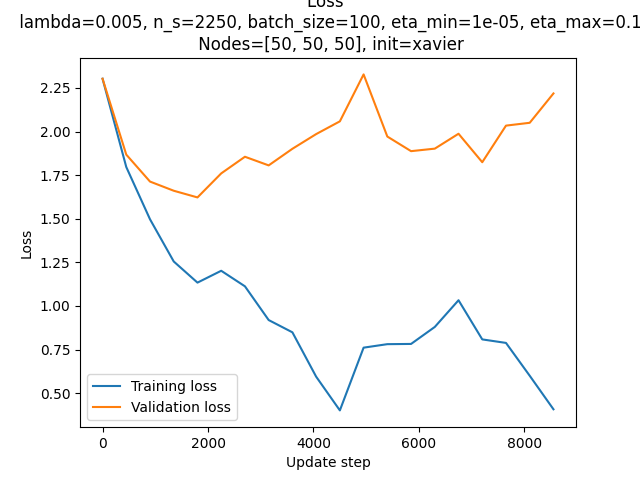 Loss
lambda=0.005, n_s=2250, batch_size=100, eta_min=1e-05, eta_max=0.1
Nodes=[50, 50, 50], init=xavier
2.25
2.00
1.75
1.50
1.25
1.00
0.75
0.50
Loss
Training loss
Validation loss
0 2000 4000 6000 8000
Update step